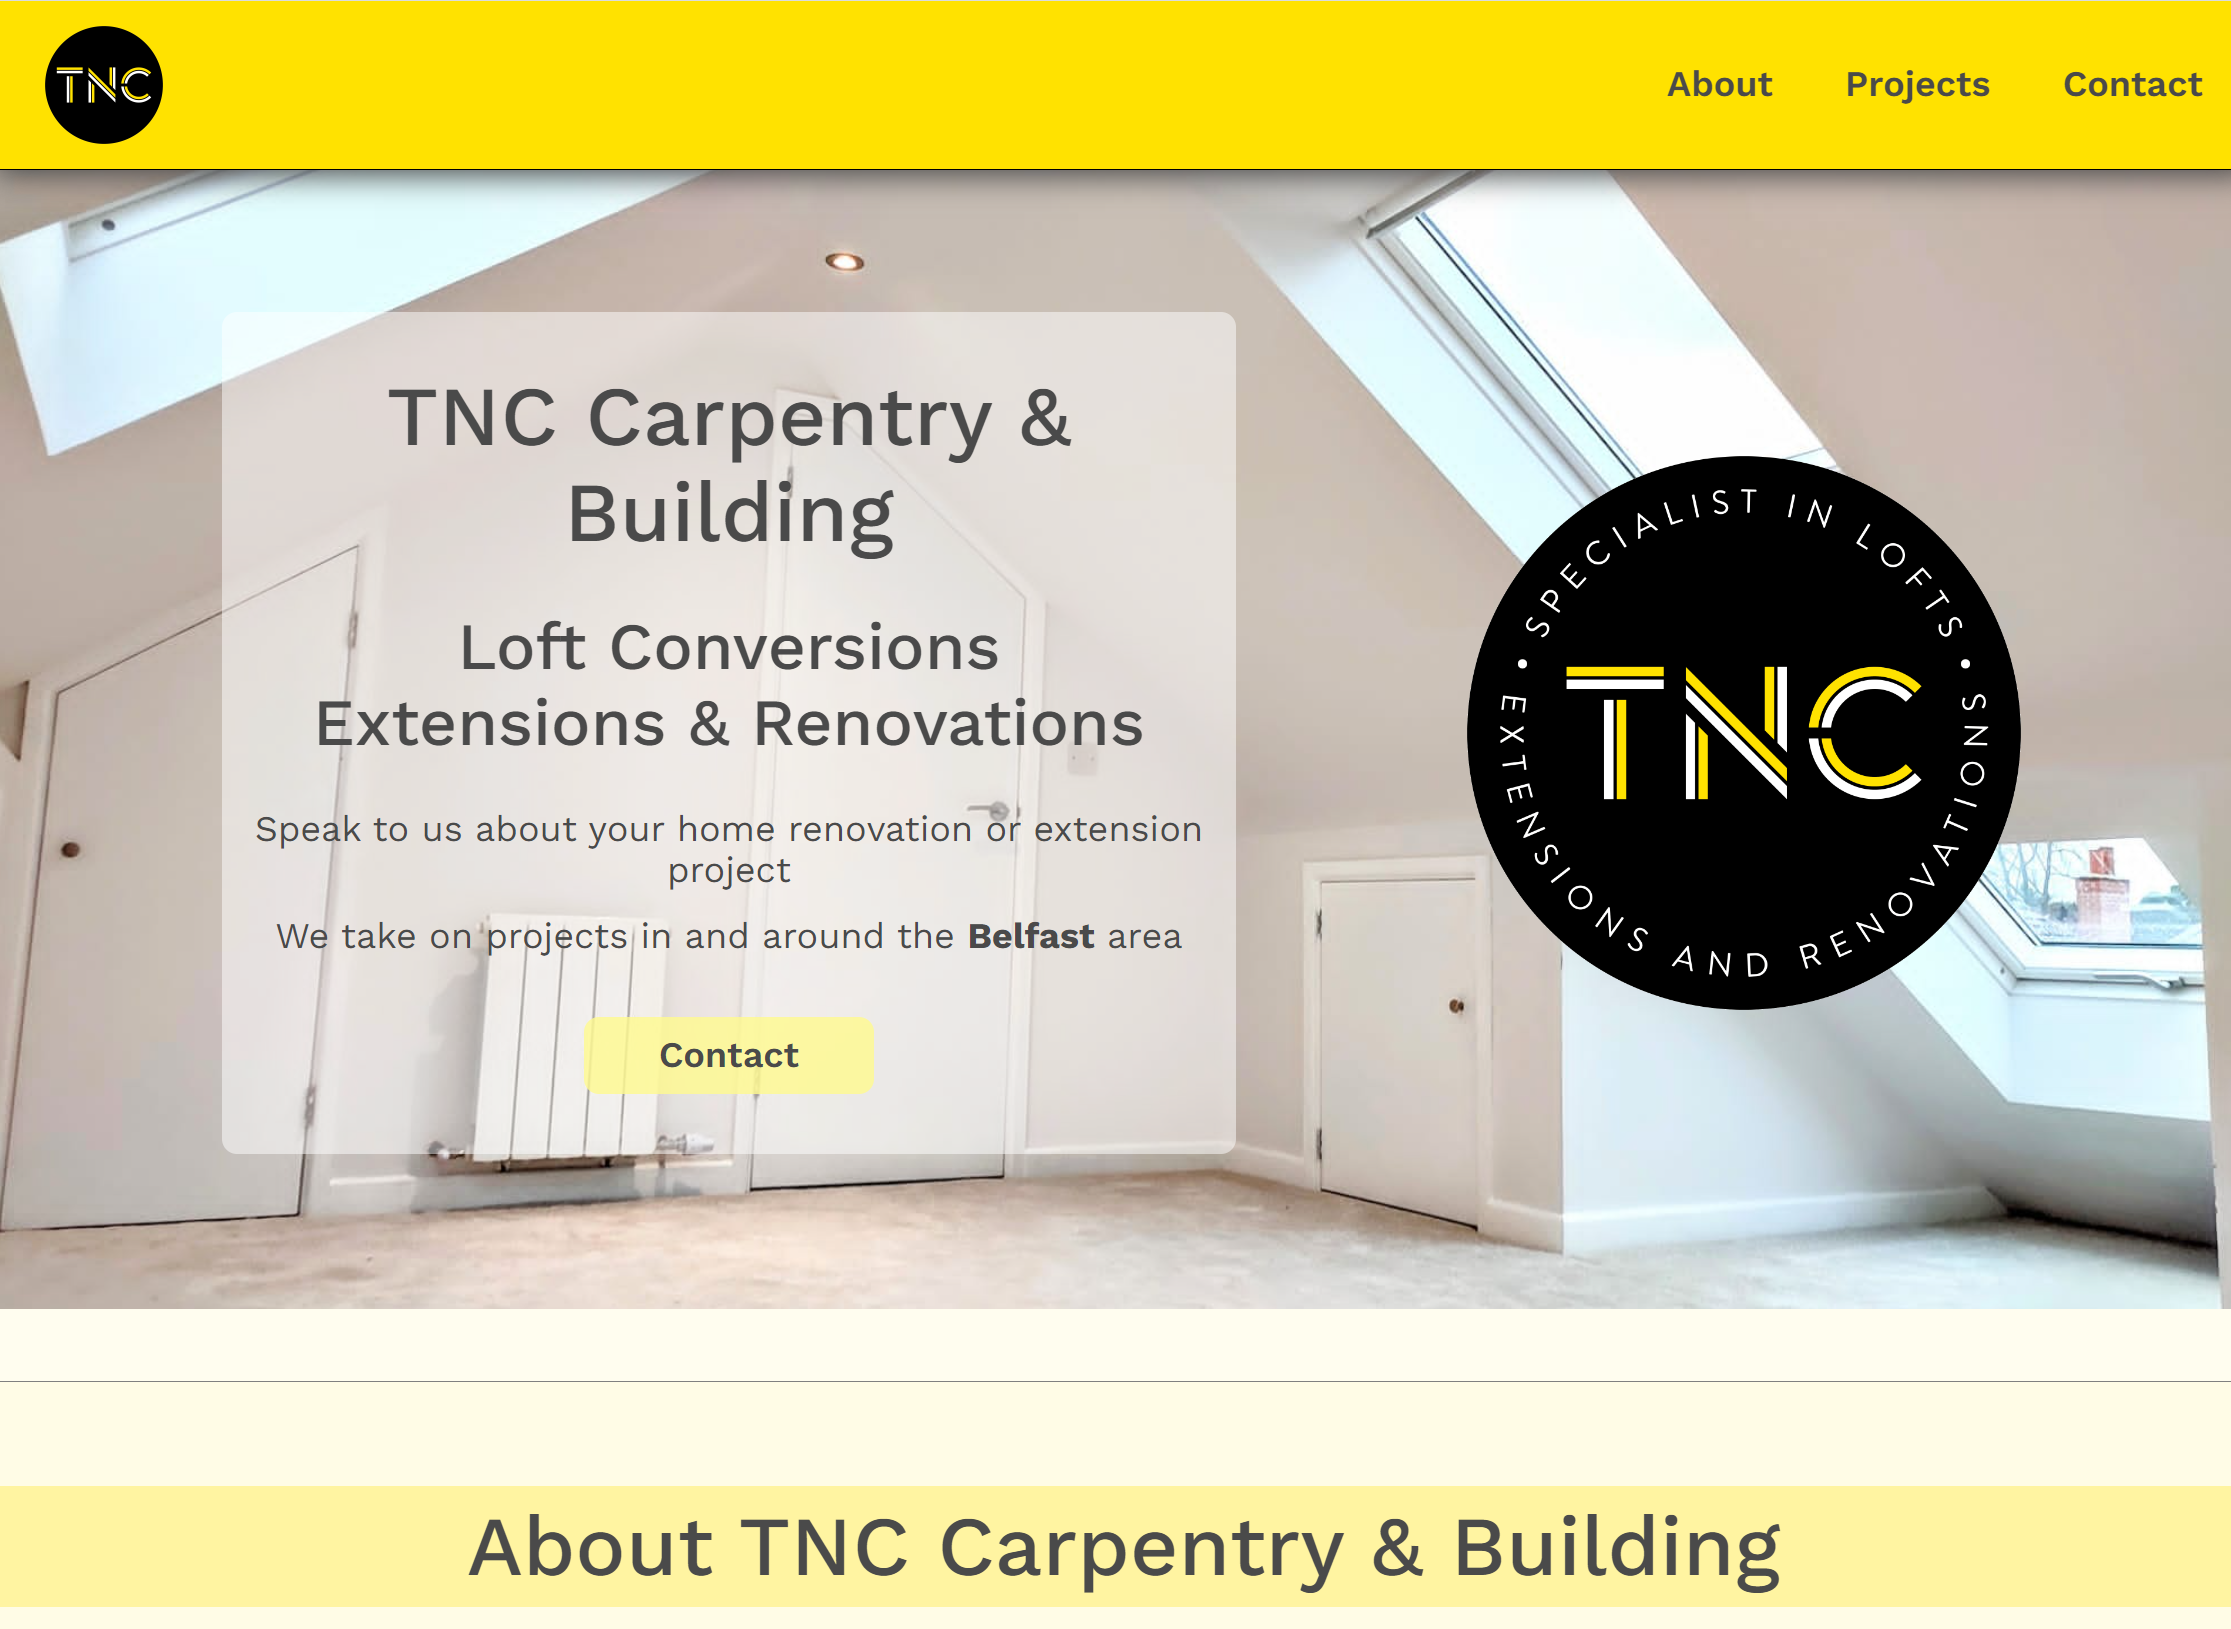 TNC
About Projects Contact
TNC Carpentry &
Building
Loft Conversions
Extensions & Renovations
Speak to us about your home renovation or extension
project
We take on projects in and around the Belfast area
Contact
• SPECIALIST IN LOFTS •
TNC
EXTENSIONS AND RENOVATIONS
About TNC Carpentry & Building